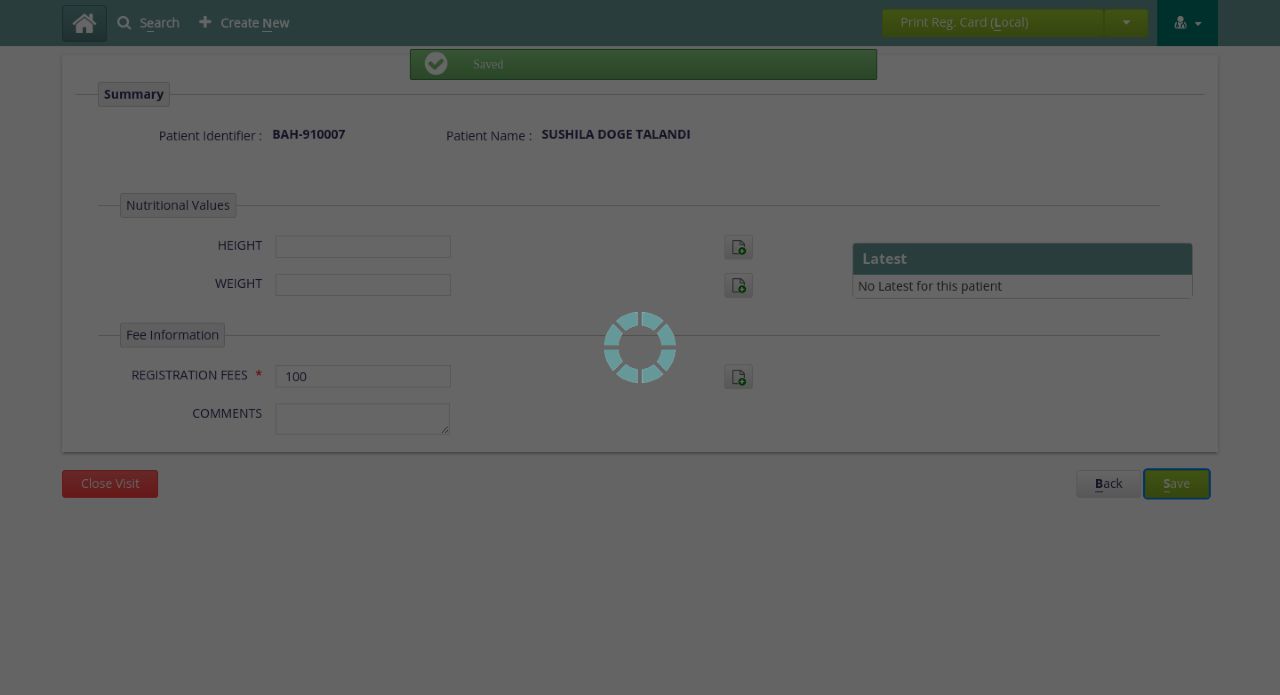 Search Create New Print Reg. Card (Local)
Saved
Summary
Patient Identifier : BAH-910007 Patient Name : SUSHILA DOGE TALANDI
Nutritional Values
HEIGHT
Latest
WEIGHT
No Latest for this patient
Fee Information
REGISTRATION FEES * 100
COMMENTS
Close Visit Back Save